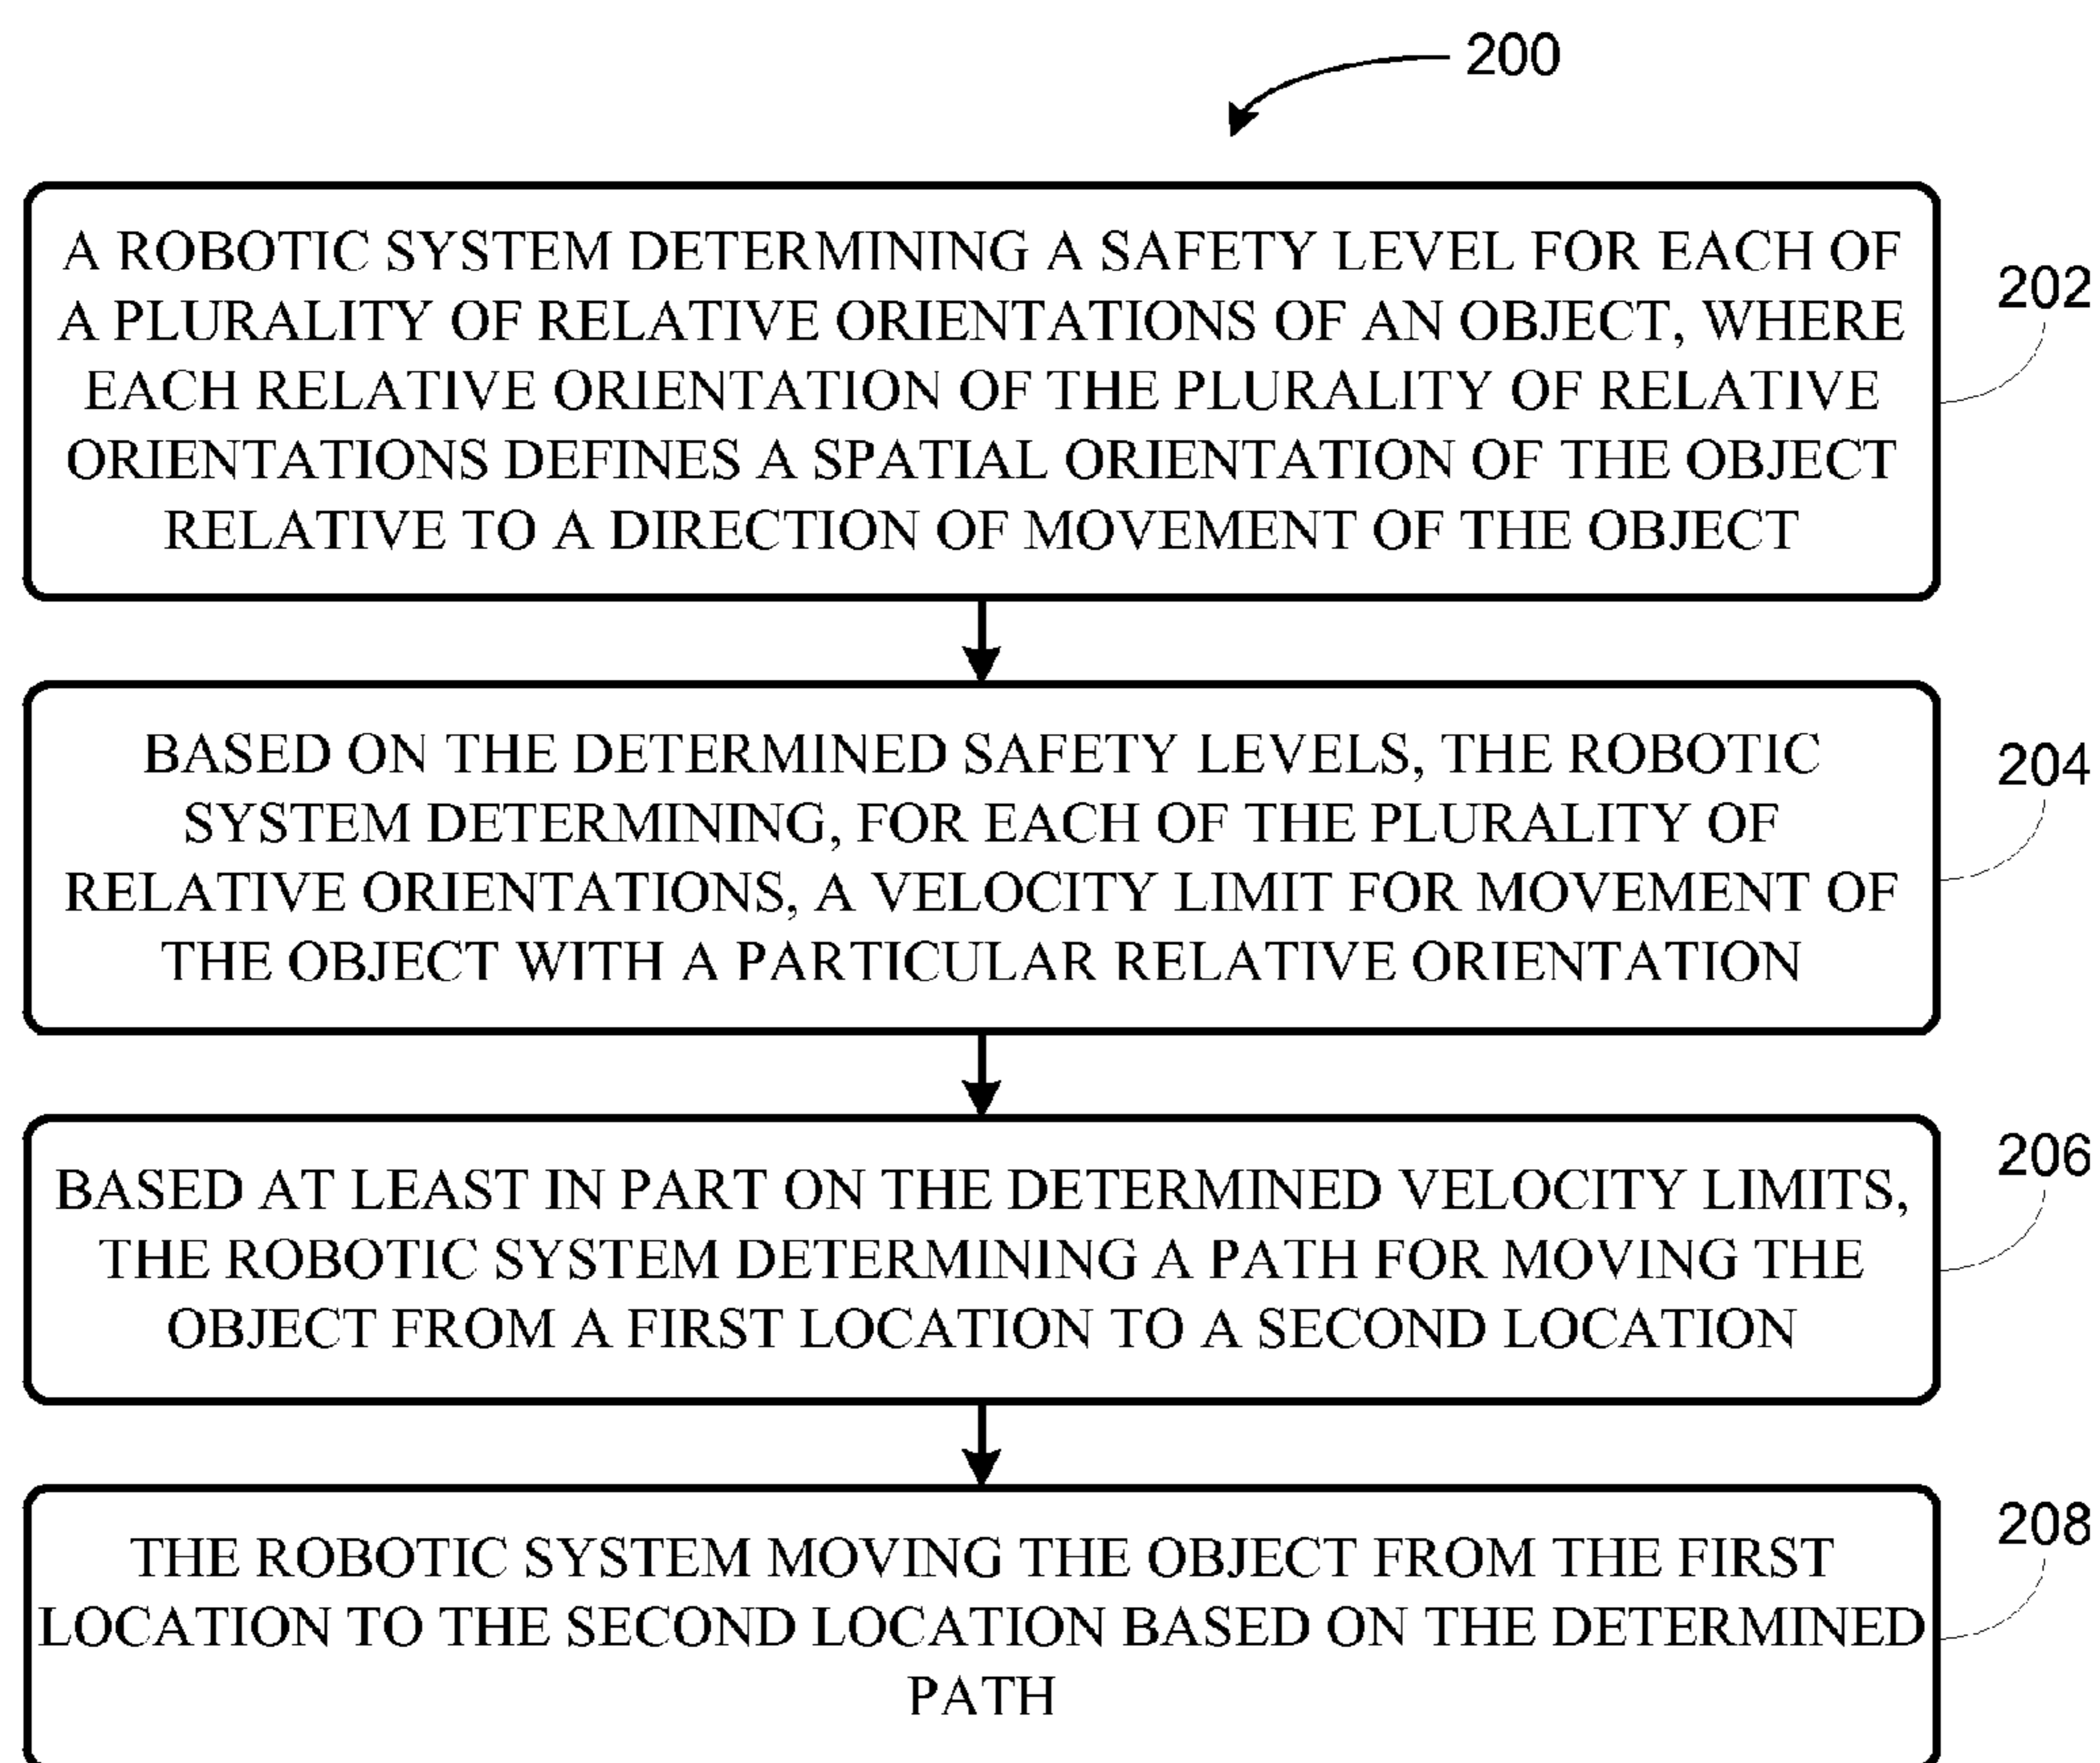 200
A ROBOTIC SYSTEM DETERMINING A SAFETY LEVEL FOR EACH OF
A PLURALITY OF RELATIVE ORIENTATIONS OF AN OBJECT, WHERE
EACH RELATIVE ORIENTATION OF THE PLURALITY OF RELATIVE
ORIENTATIONS DEFINES A SPATIAL ORIENTATION OF THE OBJECT
RELATIVE TO A DIRECTION OF MOVEMENT OF THE OBJECT
202
BASED ON THE DETERMINED SAFETY LEVELS, THE ROBOTIC
SYSTEM DETERMINING, FOR EACH OF THE PLURALITY OF
RELATIVE ORIENTATIONS, A VELOCITY LIMIT FOR MOVEMENT OF
THE OBJECT WITH A PARTICULAR RELATIVE ORIENTATION
204
BASED AT LEAST IN PART ON THE DETERMINED VELOCITY LIMITS,
THE ROBOTIC SYSTEM DETERMINING A PATH FOR MOVING THE
OBJECT FROM A FIRST LOCATION TO A SECOND LOCATION
206
THE ROBOTIC SYSTEM MOVING THE OBJECT FROM THE FIRST
LOCATION TO THE SECOND LOCATION BASED ON THE DETERMINED
PATH
208